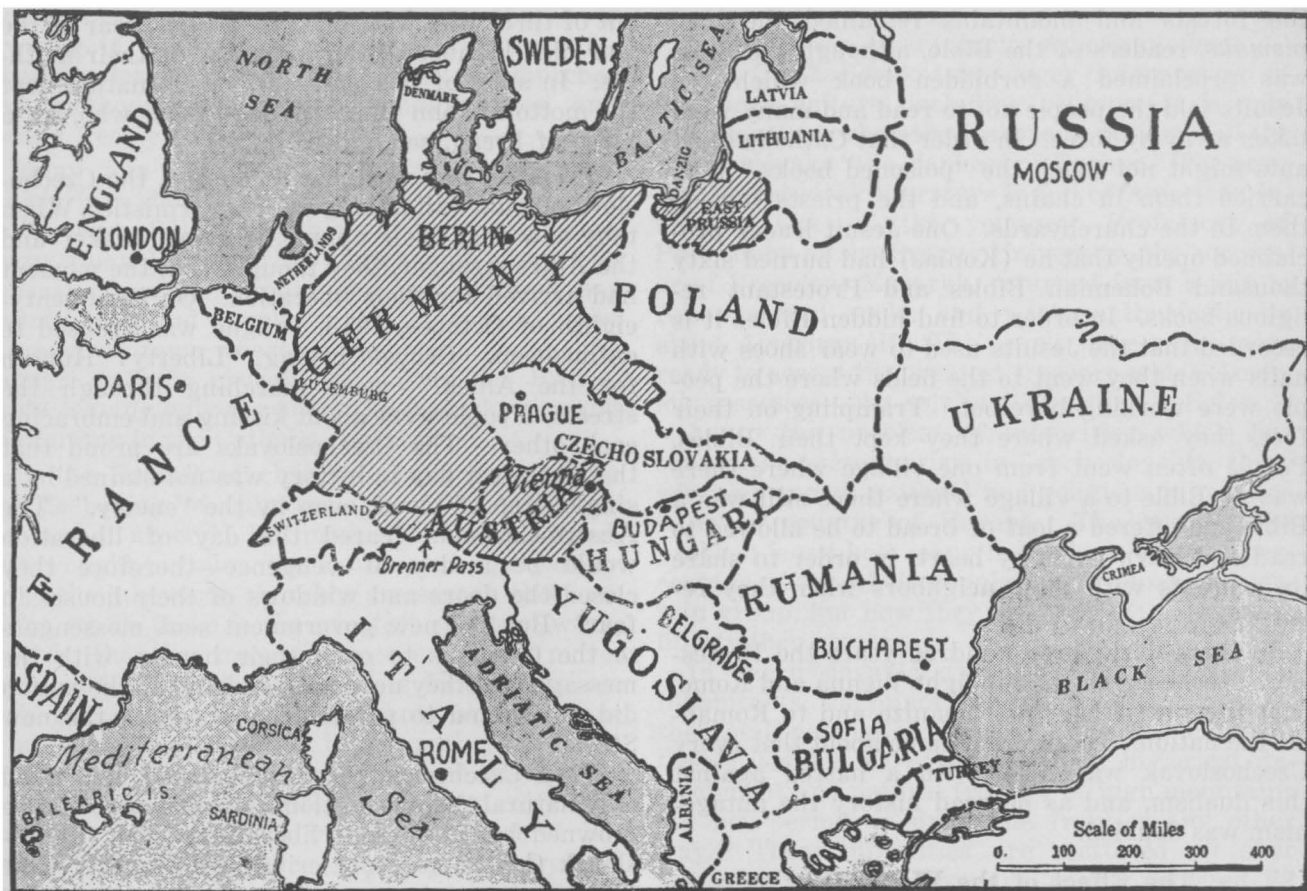 NORTH
SEA
SWEDEN
DENMARK
BALTIC SEA
LATVIA
LITHUANIA
RUSSIA
MOSCOW
ENGLAND
LONDON
NETHERLANDS
BELGIUM
BERLIN
GERMANY
DANZIG
EAST
PRUSSIA
POLAND
PARIS
LUXEMBURG
FRANCE
PRAGUE
CZECHO SLOVAKIA
UKRAINE
Vienna
AUSTRIA
SWITZERLAND
Brenner Pass
BUDAPEST
HUNGARY
RUMANIA
CRIMEA
YUGO SLAVIA
BELGRADE
BUCHAREST
BLACK SEA
SPAIN
ITALY
ADRIATIC SEA
CORSICA
ROME
SOFIA
BULGARIA
TURKEY
Mediterranean Sea
BALEARIC IS.
SARDINIA
ALBANIA
GREECE
Scale of Miles
0. 100 200 300 400